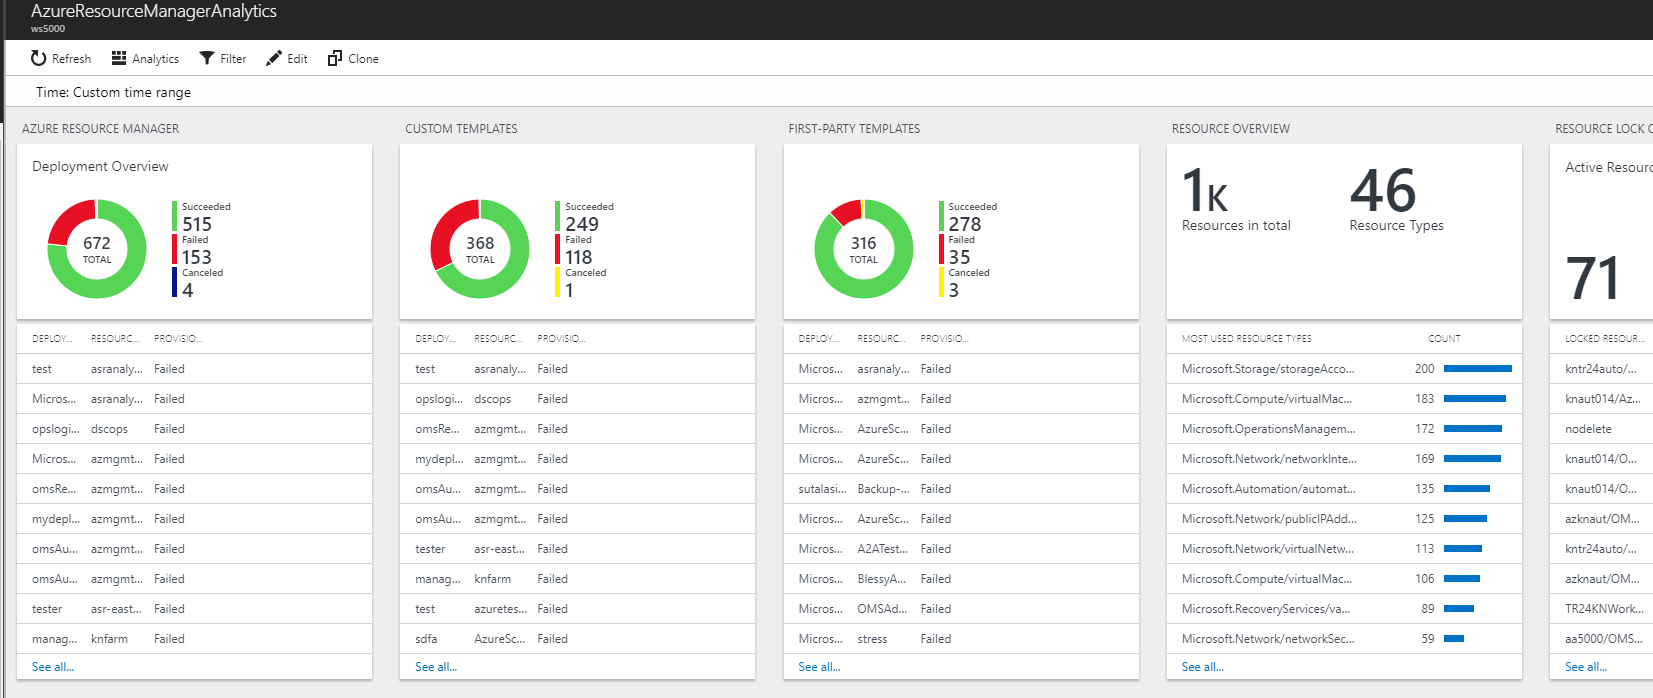 AzureResourceManagerAnalytics
ws5000
Refresh Analytics Filter Edit Clone
Time: Custom time range
AZURE RESOURCE MANAGER
Deployment Overview
672
TOTAL
Succeeded
515
Failed
153
Canceled
4
DEPLOY... RESOURC... PROVISIO...
test asranaly... Failed
Micros... asranaly... Failed
opslogi... dscops Failed
Micros... azmgmt... Failed
omsRe... azmgmt... Failed
mydepl... azmgmt... Failed
omsAu... azmgmt... Failed
omsAu... azmgmt... Failed
tester asr-east... Failed
manag... knfarm Failed
See all...
CUSTOM TEMPLATES
368
TOTAL
Succeeded
249
Failed
118
Canceled
1
DEPLOY... RESOURC... PROVISIO...
test asranaly... Failed
opslogi... dscops Failed
omsRe... azmgmt... Failed
mydepl... azmgmt... Failed
omsAu... azmgmt... Failed
omsAu... azmgmt... Failed
tester asr-east... Failed
manag... knfarm Failed
test azuretes... Failed
sdfa AzureSc... Failed
See all...
FIRST-PARTY TEMPLATES
316
TOTAL
Succeeded
278
Failed
35
Canceled
3
DEPLOY... RESOURC... PROVISIO...
Micros... asranaly... Failed
Micros... azmgmt... Failed
Micros... AzureSc... Failed
Micros... AzureSc... Failed
sutalasi... Backup-... Failed
Micros... AzureSc... Failed
Micros... A2ATest... Failed
Micros... BlessyA... Failed
Micros... OMSAd... Failed
Micros... stress Failed
See all...
RESOURCE OVERVIEW
1K
Resources in total
46
Resource Types
MOST USED RESOURCE TYPES COUNT
Microsoft.Storage/storageAcco... 200
Microsoft.Compute/virtualMac... 183
Microsoft.OperationsManagem... 172
Microsoft.Network/networkInte... 169
Microsoft.Automation/automat... 135
Microsoft.Network/publicIPAdd... 125
Microsoft.Network/virtualNetw... 113
Microsoft.Compute/virtualMac... 106
Microsoft.RecoveryServices/va... 89
Microsoft.Network/networkSec... 59
See all...
RESOURCE LOCK
Active Resourc
71
LOCKED RESOUR...
kntr24auto/...
knaut014/Az...
nodelete
knaut014/O...
knaut014/O...
azknaut/OM...
kntr24auto/...
azknaut/OM...
TR24KNWork...
aa5000/OMS...
See all...